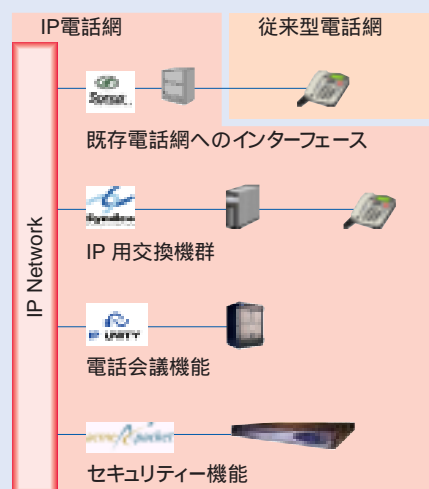 IP電話網
従来型電話網
Sonus
既存電話網へのインターフェース
IP 用交換機群
IP UNITY
電話会議機能
acme packet
セキュリティー機能
IP Network